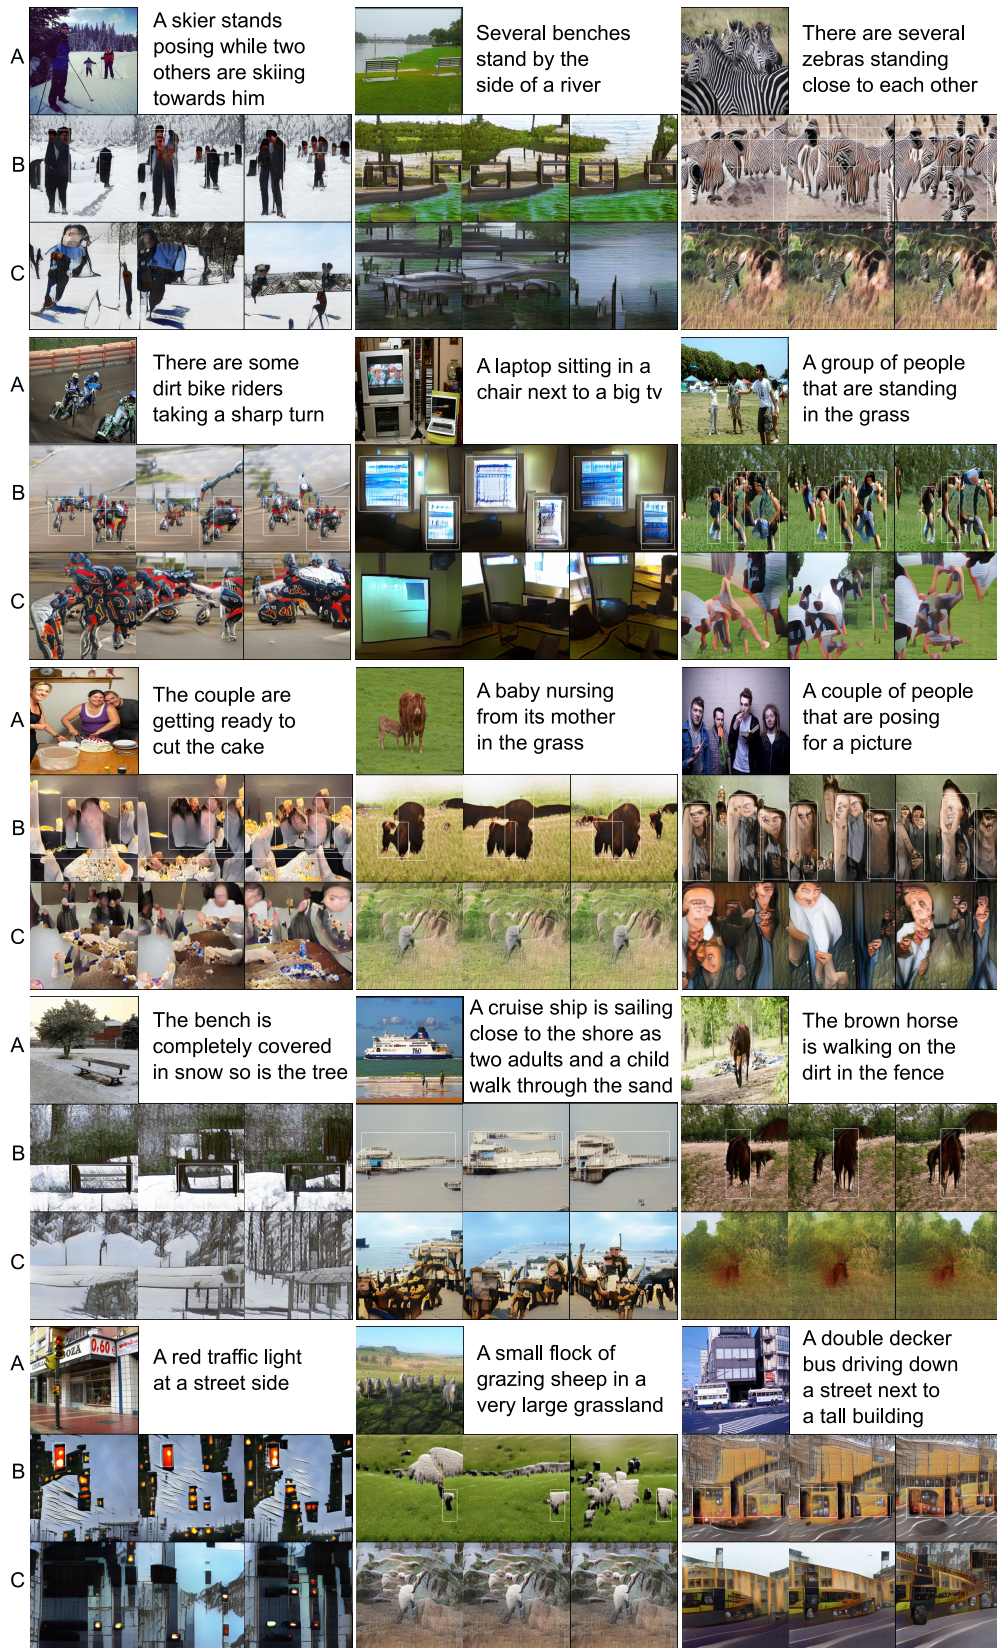 A
A skier stands
posing while two
others are skiing
towards him
Several benches
stand by the
side of a river
There are several
zebras standing
close to each other
B
C
A
There are some
dirt bike riders
taking a sharp turn
A laptop sitting in a
chair next to a big tv
A group of people
that are standing
in the grass
B
C
A
The couple are
getting ready to
cut the cake
A baby nursing
from its mother
in the grass
A couple of people
that are posing
for a picture
B
C
A
The bench is
completely covered
in snow so is the tree
P&O
A cruise ship is sailing
close to the shore as
two adults and a child
walk through the sand
The brown horse
is walking on the
dirt in the fence
B
C
A
OZA
0,60
A red traffic light
at a street side
A small flock of
grazing sheep in a
very large grassland
A double decker
bus driving down
a street next to
a tall building
B
C